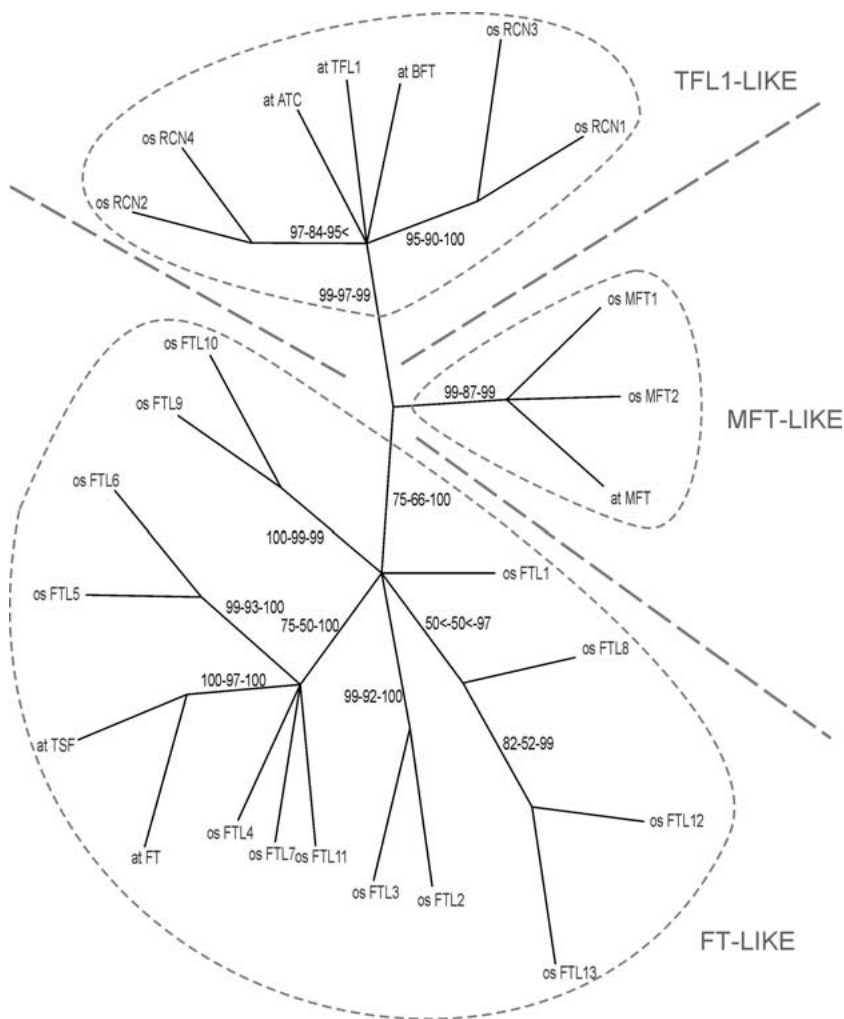 os RCN3
TFL1-LIKE
at TFL1
at BFT
at ATC
os RCN4
os RCN1
os RCN2
97-84-95<
95-90-100
99-97-99
os MFT1
os FTL10
99-87-99
os MFT2
os FTL9
MFT-LIKE
os FTL6
at MFT
75-66-100
100-99-99
os FTL1
os FTL5
99-93-100
75-50-100
50<-50<-97
os FTL8
100-97-100
99-92-100
at TSF
82-52-99
os FTL4
os FTL12
at FT
os FTL7
os FTL11
os FTL3
os FTL2
FT-LIKE
os FTL13